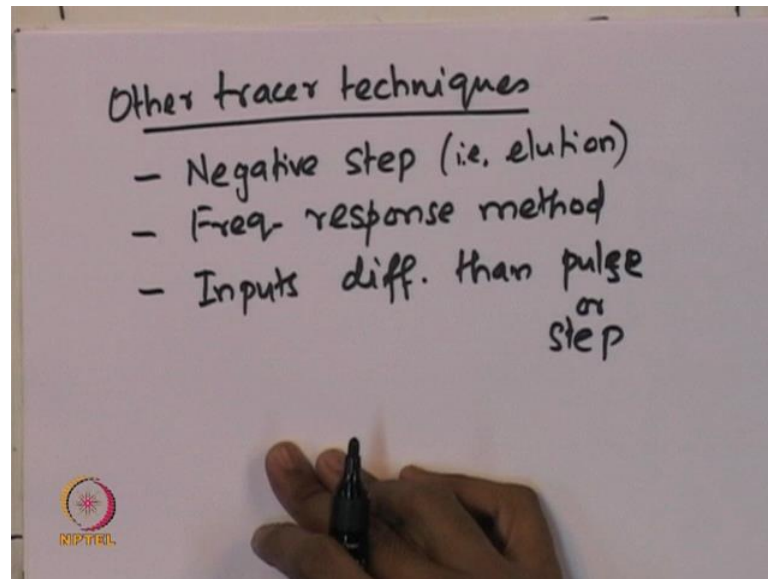 Other tracer techniques
- Negative step (i.e. elution)
- Freq. response method
- Inputs diff. than pulse
or
step
NPTEL